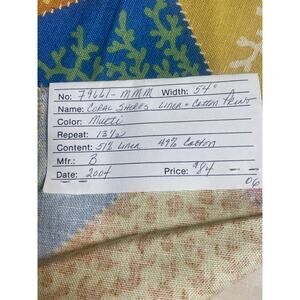 No: 79661-MMM Width: 54"
Name: Coral Shores Linen + Cotton Print
Color: Multi
Repeat: 13 1/2
Content: 51% Linen 49% Cotton
Mfr.: B
Date: 2004 Price: $84
06